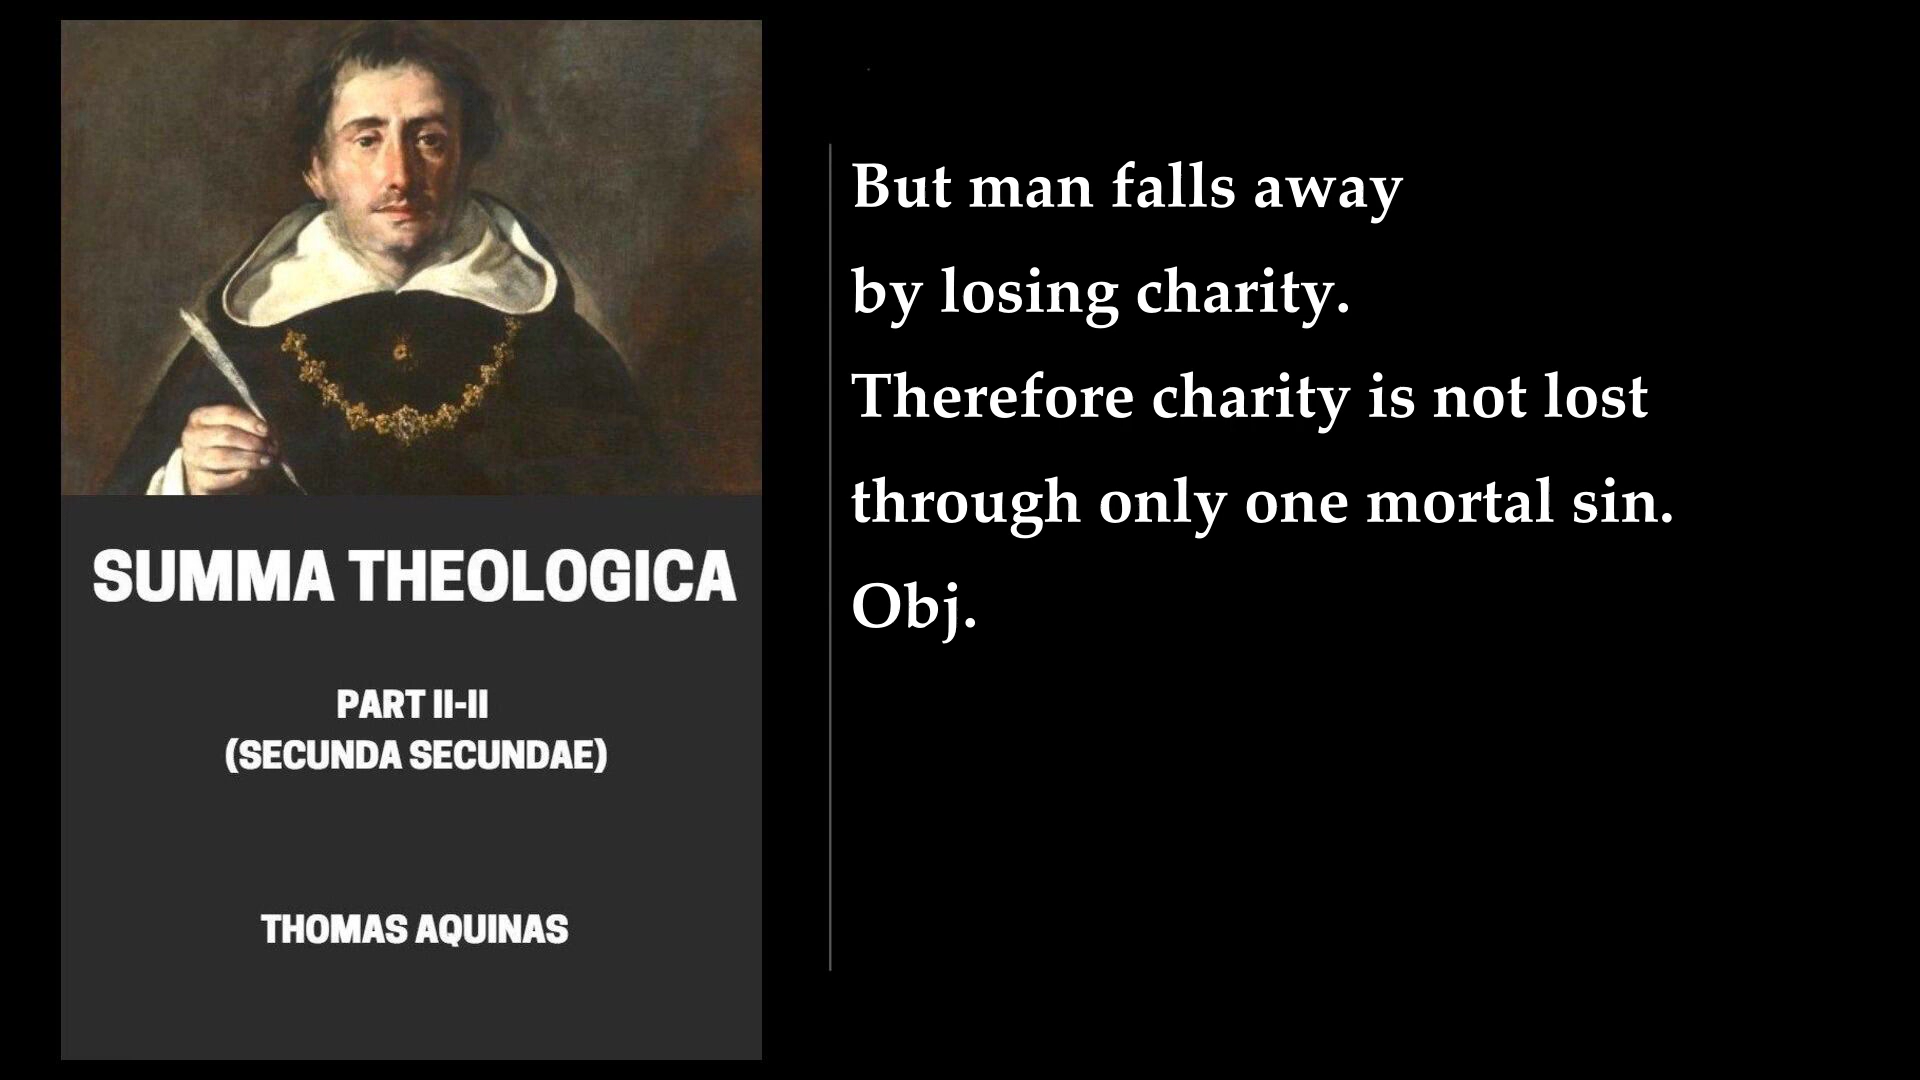 SUMMA THEOLOGICA
PART II-II
(SECUNDA SECUNDAE)
THOMAS AQUINAS
But man falls away
by losing charity.
Therefore charity is not lost
through only one mortal sin.
Obj.